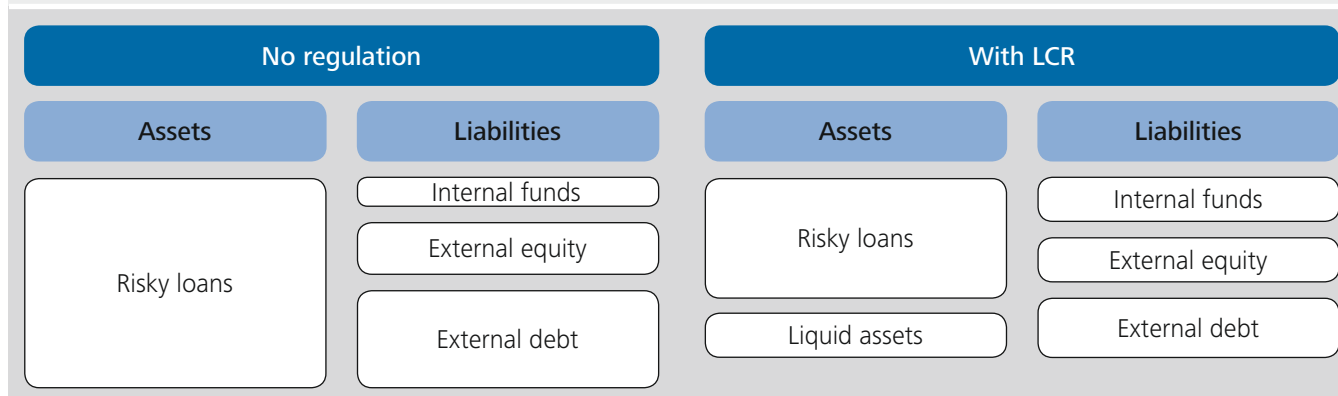 No regulation
With LCR
Assets
Liabilities
Assets
Liabilities
Risky loans
Internal funds
External equity
External debt
Risky loans
Liquid assets
Internal funds
External equity
External debt